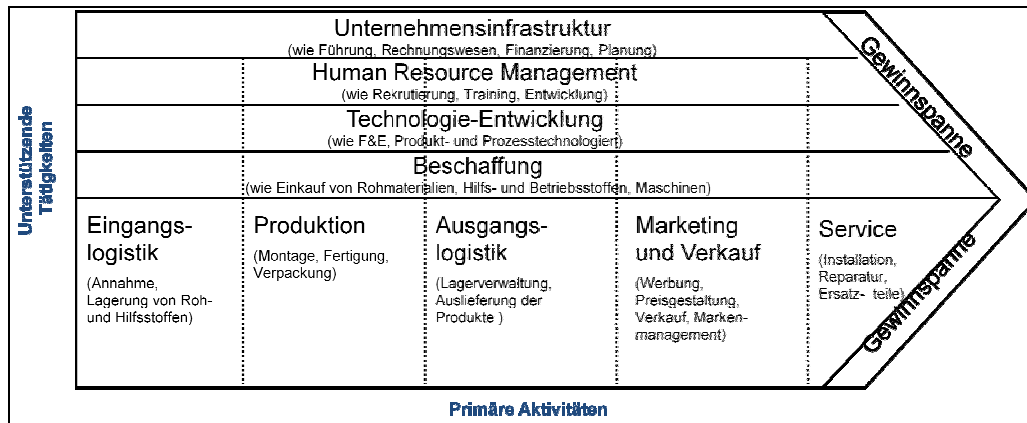 Unterstützende
Tätigkeiten
Unternehmensinfrastruktur
(wie Führung, Rechnungswesen, Finanzierung, Planung)
Human Resource Management
(wie Rekrutierung, Training, Entwicklung)
Technologie-Entwicklung
(wie F&E, Produkt- und Prozesstechnologien)
Beschaffung
(wie Einkauf von Rohmaterialien, Hilfs- und Betriebsstoffen, Maschinen)
Gewinnspanne
Eingangs-
logistik
(Annahme,
Lagerung von Roh-
und Hilfsstoffen)
Produktion
(Montage, Fertigung,
Verpackung)
Ausgangs-
logistik
(Lagerverwaltung,
Auslieferung der
Produkte )
Marketing
und Verkauf
(Werbung,
Preisgestaltung,
Verkauf, Marken-
management)
Service
(Installation,
Reparatur,
Ersatz- teile)
Gewinnspanne
Primäre Aktivitäten